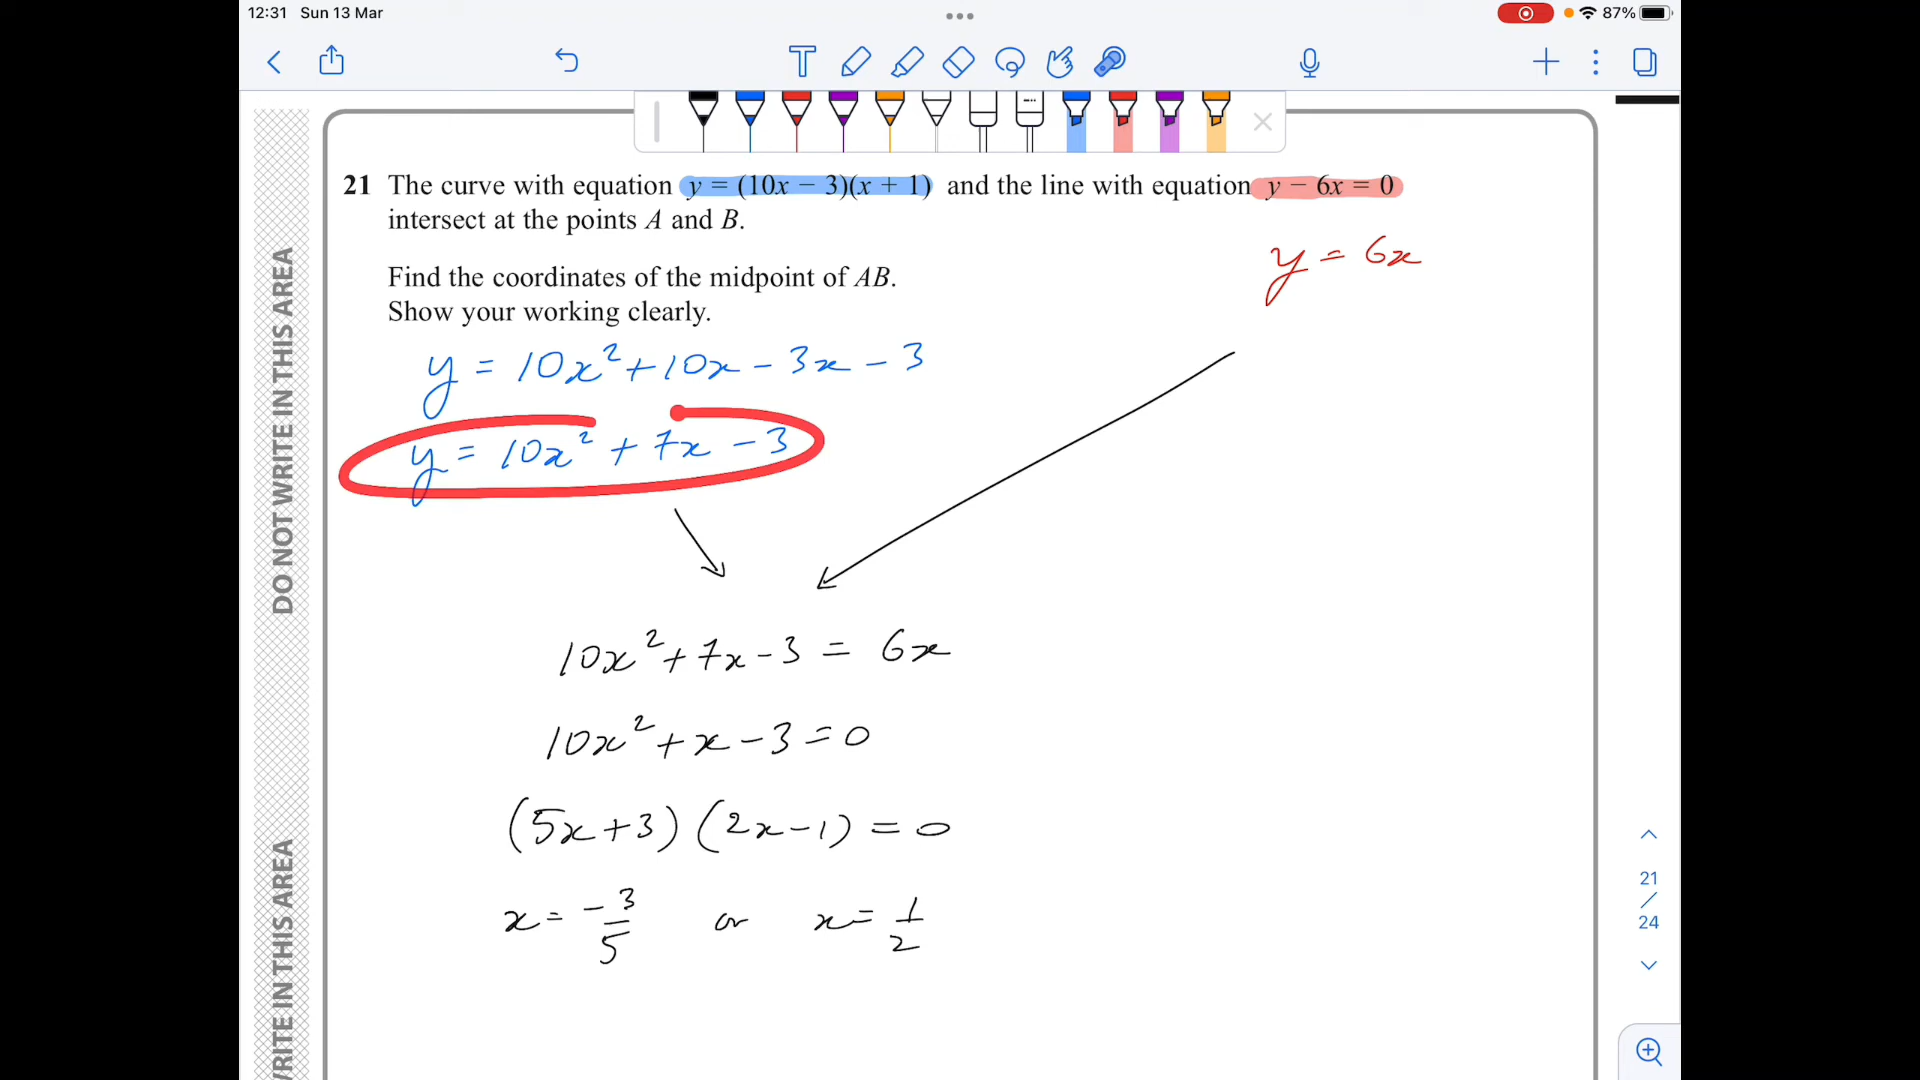 12:31 Sun 13 Mar
87%
21 The curve with equation y = (10x − 3)(x + 1) and the line with equation y − 6x = 0
intersect at the points A and B.
y = 6x
Find the coordinates of the midpoint of AB.
Show your working clearly.
y = 10x² + 10x − 3x − 3
y = 10x² + 7x − 3
10x² + 7x − 3 = 6x
10x² + x − 3 = 0
(5x + 3)(2x − 1) = 0
x = −3/5 or x = 1/2
DO NOT WRITE IN THIS AREA
WRITE IN THIS AREA
21
/
24